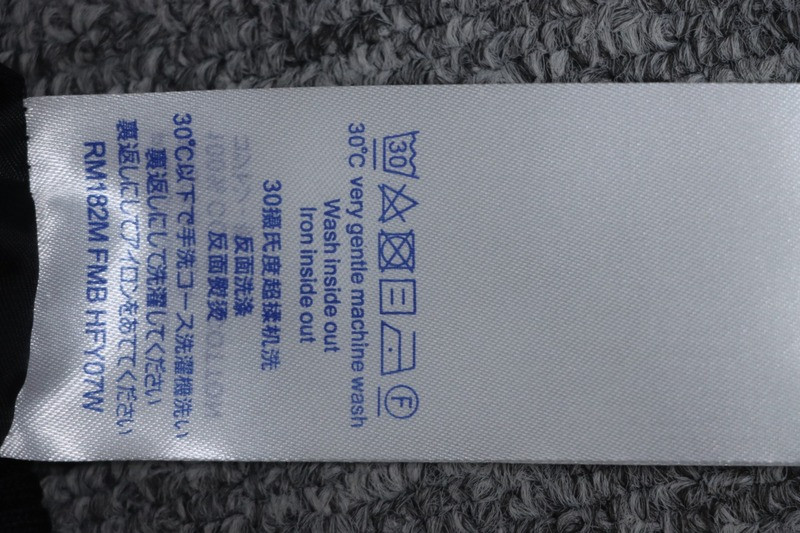 30
F
30℃ very gentle machine wash
Wash inside out
Iron inside out
30摄氏度超揉机洗
反面洗涤
反面熨烫
30℃以下で手洗コース洗濯機洗い
裏返しにして洗濯してください
裏返しにしてアイロンをあててください
RM182M FMB HFY07W